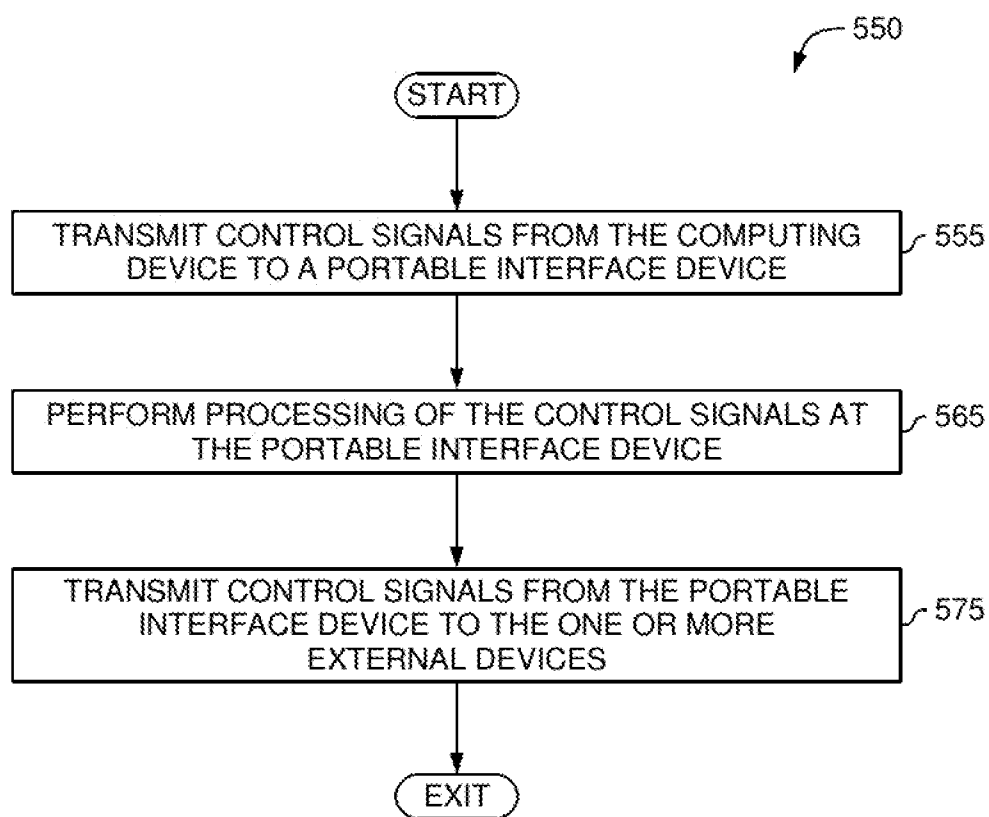 550
START
TRANSMIT CONTROL SIGNALS FROM THE COMPUTING
DEVICE TO A PORTABLE INTERFACE DEVICE
555
PERFORM PROCESSING OF THE CONTROL SIGNALS AT
THE PORTABLE INTERFACE DEVICE
565
TRANSMIT CONTROL SIGNALS FROM THE PORTABLE
INTERFACE DEVICE TO THE ONE OR MORE
EXTERNAL DEVICES
575
EXIT